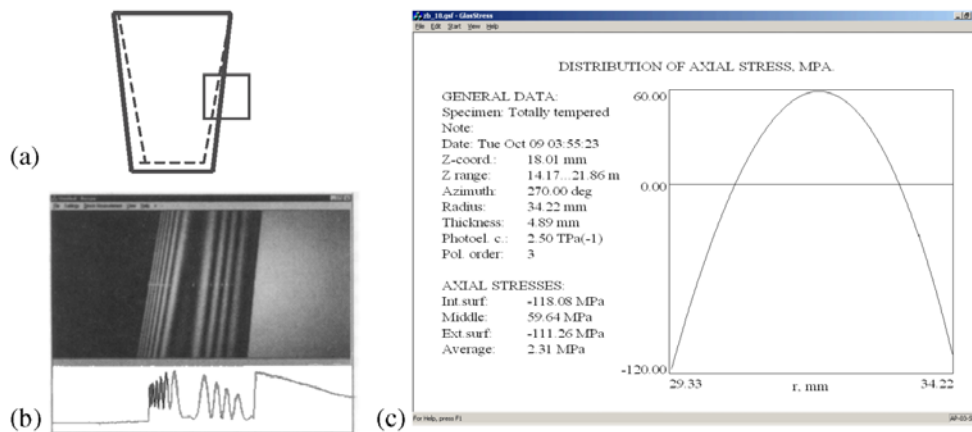 (a)
(b)
(c)
zb_18.gsf - GlasStress
File Edit Start View Help
DISTRIBUTION OF AXIAL STRESS, MPA.
GENERAL DATA:
Specimen: Totally tempered
Note:
Date: Tue Oct 09 03:55:23
Z-coord.: 18.01 mm
Z range: 14.17...21.86 m
Azimuth: 270.00 deg
Radius: 34.22 mm
Thickness: 4.89 mm
Photoel. c.: 2.50 TPa(-1)
Pol. order: 3
AXIAL STRESSES:
Int.surf: -118.08 MPa
Middle: 59.64 MPa
Ext.surf: -111.26 MPa
Average: 2.31 MPa
60.00
0.00
-120.00
29.33 r, mm 34.22
For Help, press F1